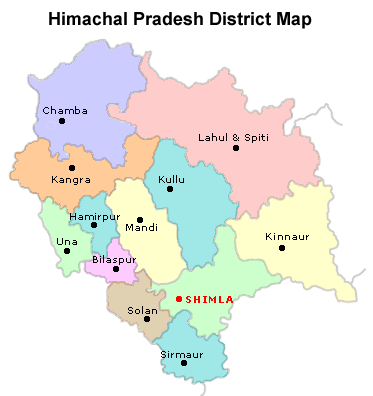 Himachal Pradesh District Map
Chamba
Lahul & Spiti
Kangra
Kullu
Hamirpur
Mandi
Una
Kinnaur
Bilaspur
SHIMLA
Solan
Sirmaur